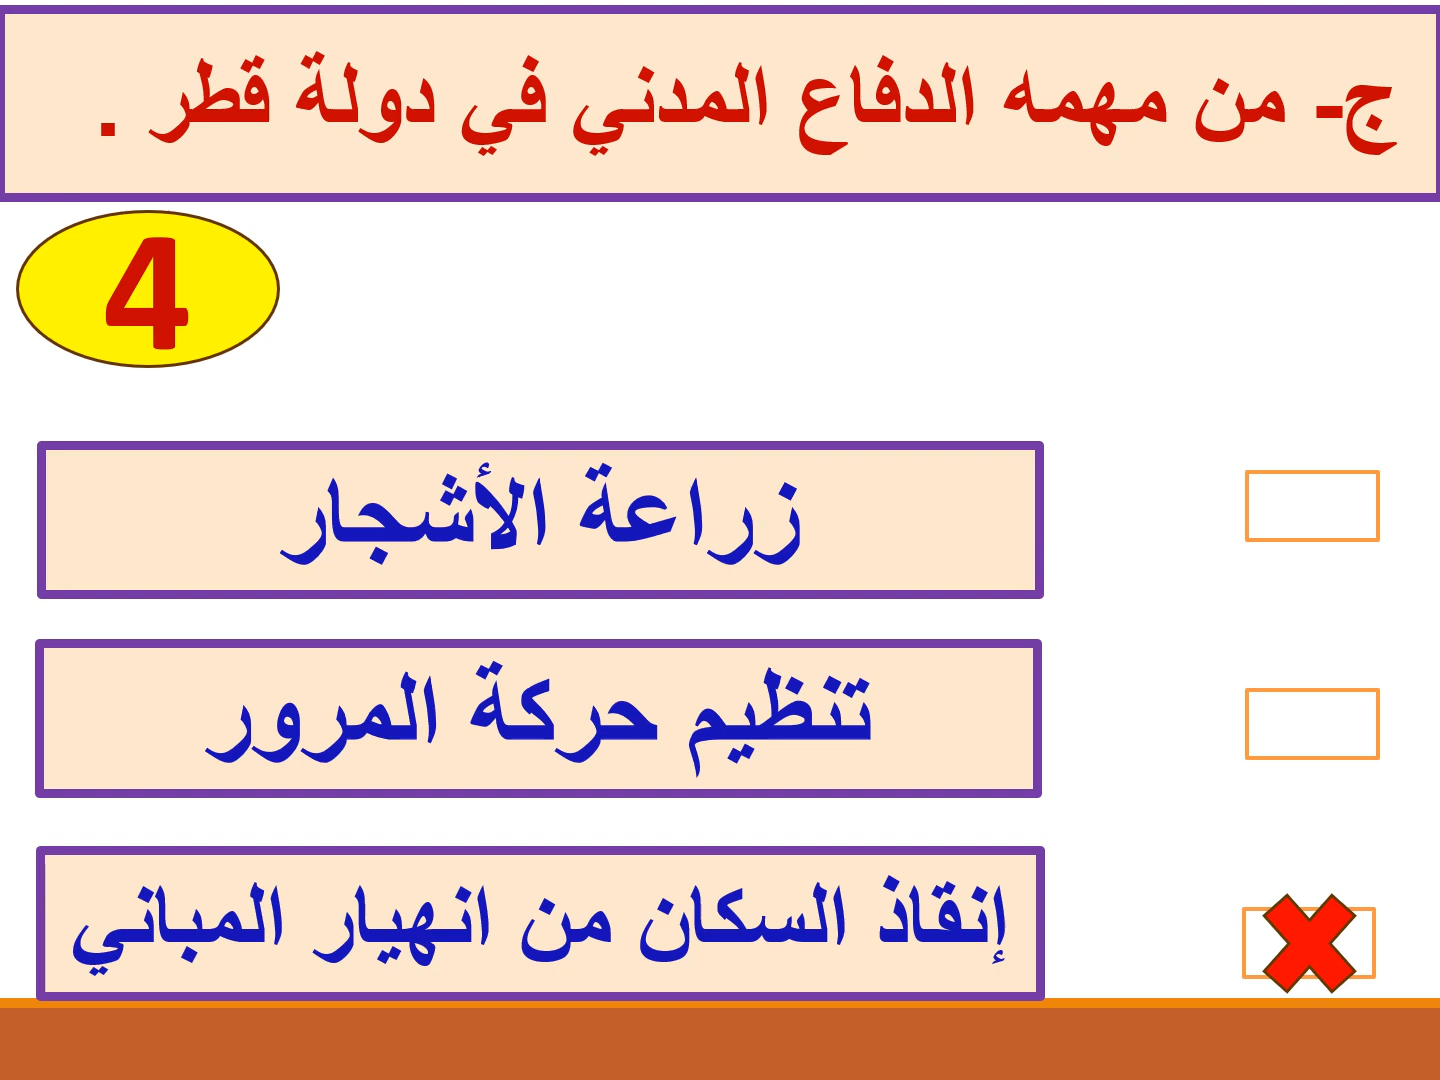 ج- من مهمه الدفاع المدني في دولة قطر .
4
زراعة الأشجار
تنظيم حركة المرور
إنقاذ السكان من انهيار المباني